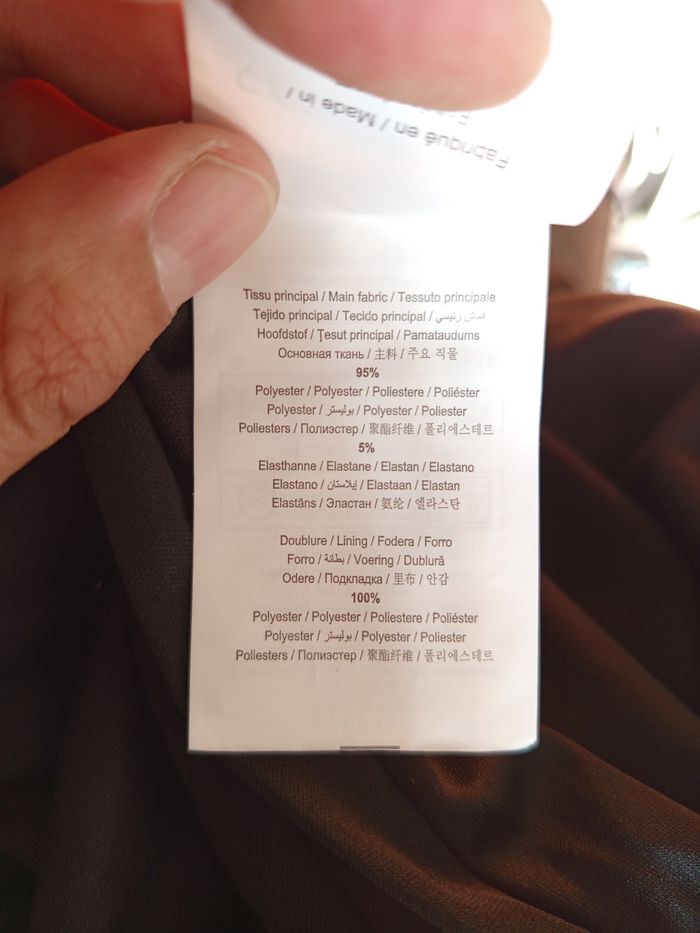 Fabriqué en / Made in /
Tissu principal / Main fabric / Tessuto principale
Tejido principal / Tecido principal / قماش رئيسي
Hoofdstof / Ţesut principal / Pamataudums
Основная ткань / 主料 / 주요 직물
95%
Polyester / Polyester / Poliestere / Poliéster
Polyester / بوليستر / Polyester / Poliester
Poliesters / Полиэстер / 聚酯纤维 / 폴리에스테르
5%
Elasthanne / Elastane / Elastan / Elastano
Elastano / إيلاستان / Elastaan / Elastan
Elastāns / Эластан / 氨纶 / 엘라스탄
Doublure / Lining / Fodera / Forro
Forro / بطانة / Voering / Dublură
Odere / Подкладка / 里布 / 안감
100%
Polyester / Polyester / Poliestere / Poliéster
Polyester / بوليستر / Polyester / Poliester
Poliesters / Полиэстер / 聚酯纤维 / 폴리에스테르